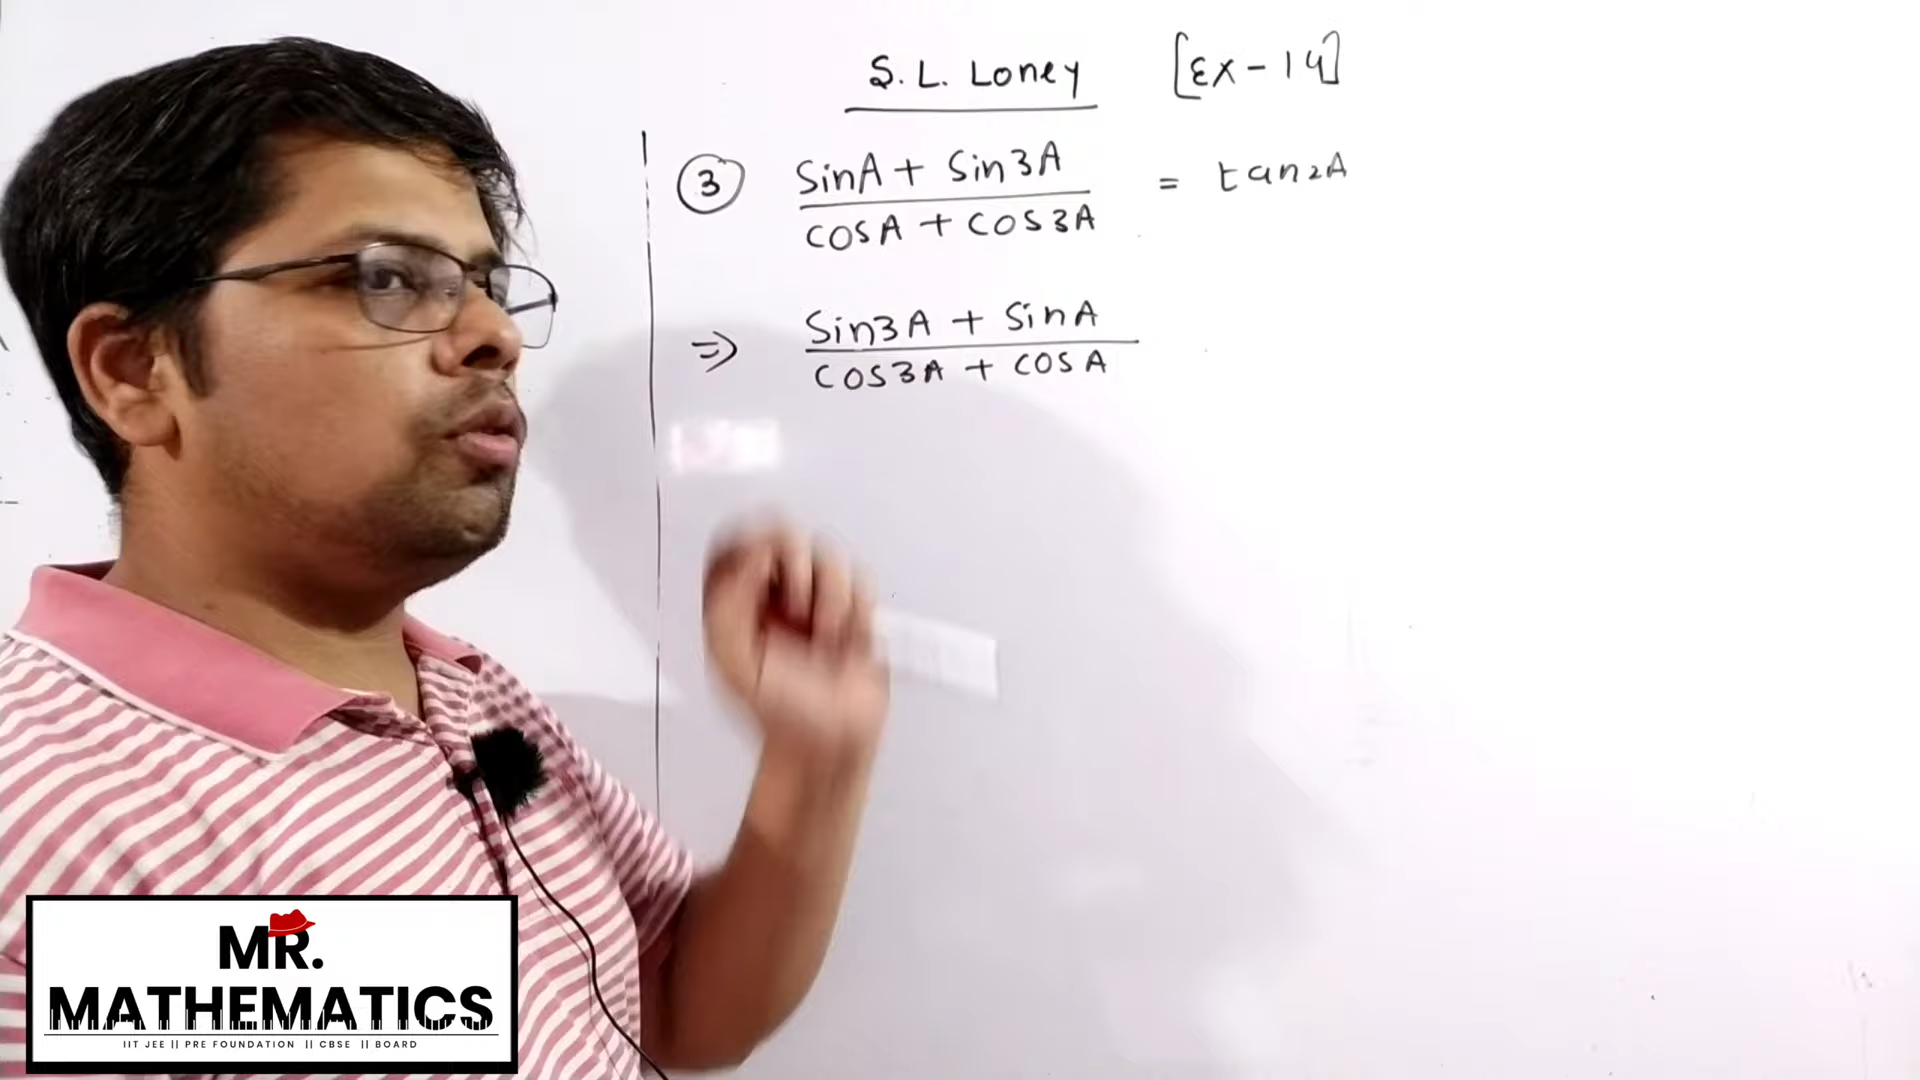 S. L. Loney [Ex-14]
③ SinA + Sin3A / COSA + COS3A = tan2A
⇒ Sin3A + SinA / COS3A + COSA
MR.
MATHEMATICS
IIT JEE || PRE FOUNDATION || CBSE || BOARD